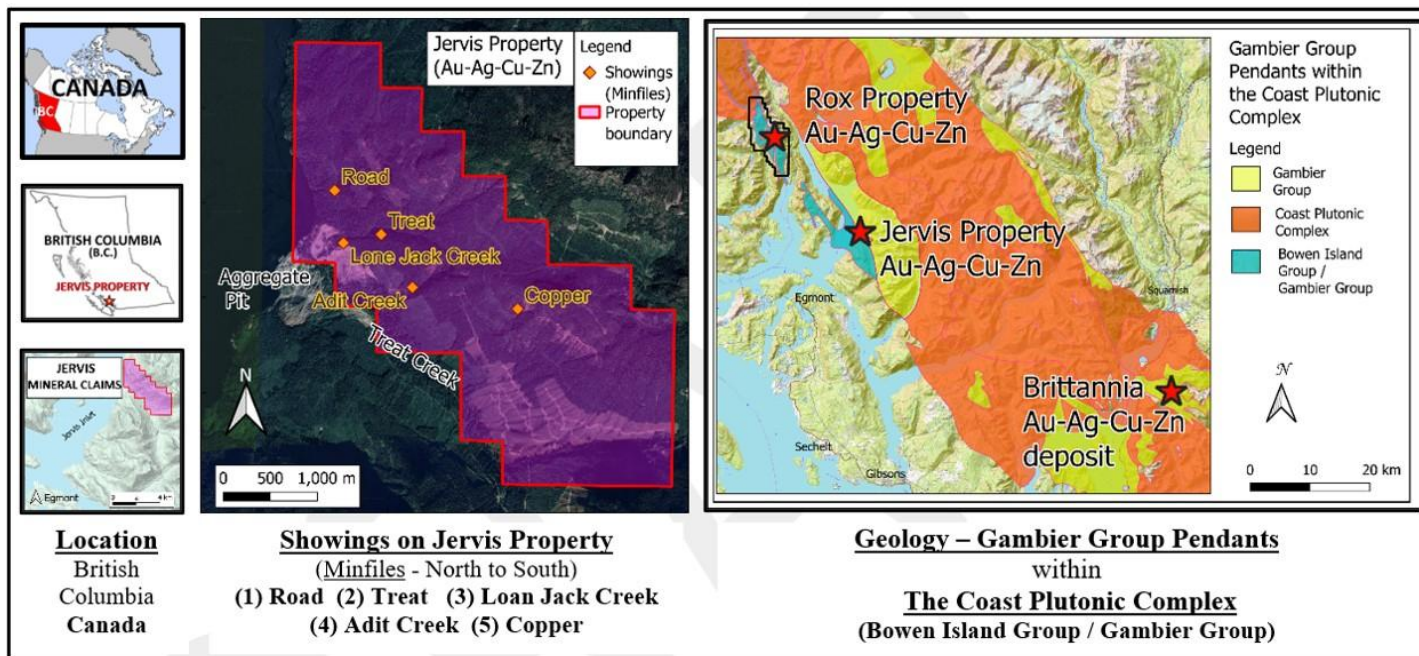 CANADA
BC
BRITISH COLUMBIA
(B.C.)
JERVIS PROPERTY
JERVIS
MINERAL CLAIMS
Jervis Inlet
Egmont
4 km
Location
British
Columbia
Canada
Jervis Property
(Au-Ag-Cu-Zn)
Legend
Showings
(Minfiles)
Property
boundary
Road
Treat
Lone Jack Creek
Aggregate
Pit
Adit Creek
Copper
Treat Creek
N
0 500 1,000 m
Showings on Jervis Property
(Minfiles - North to South)
(1) Road (2) Treat (3) Loan Jack Creek
(4) Adit Creek (5) Copper
Rox Property
Au-Ag-Cu-Zn
Jervis Property
Au-Ag-Cu-Zn
Egmont
Squamish
Brittannia
Au-Ag-Cu-Zn
deposit
Sechelt
Gibsons
Gambier Group
Pendants within
the Coast Plutonic
Complex
Legend
Gambier
Group
Coast Plutonic
Complex
Bowen Island
Group /
Gambier Group
N
0 10 20 km
Geology – Gambier Group Pendants
within
The Coast Plutonic Complex
(Bowen Island Group / Gambier Group)